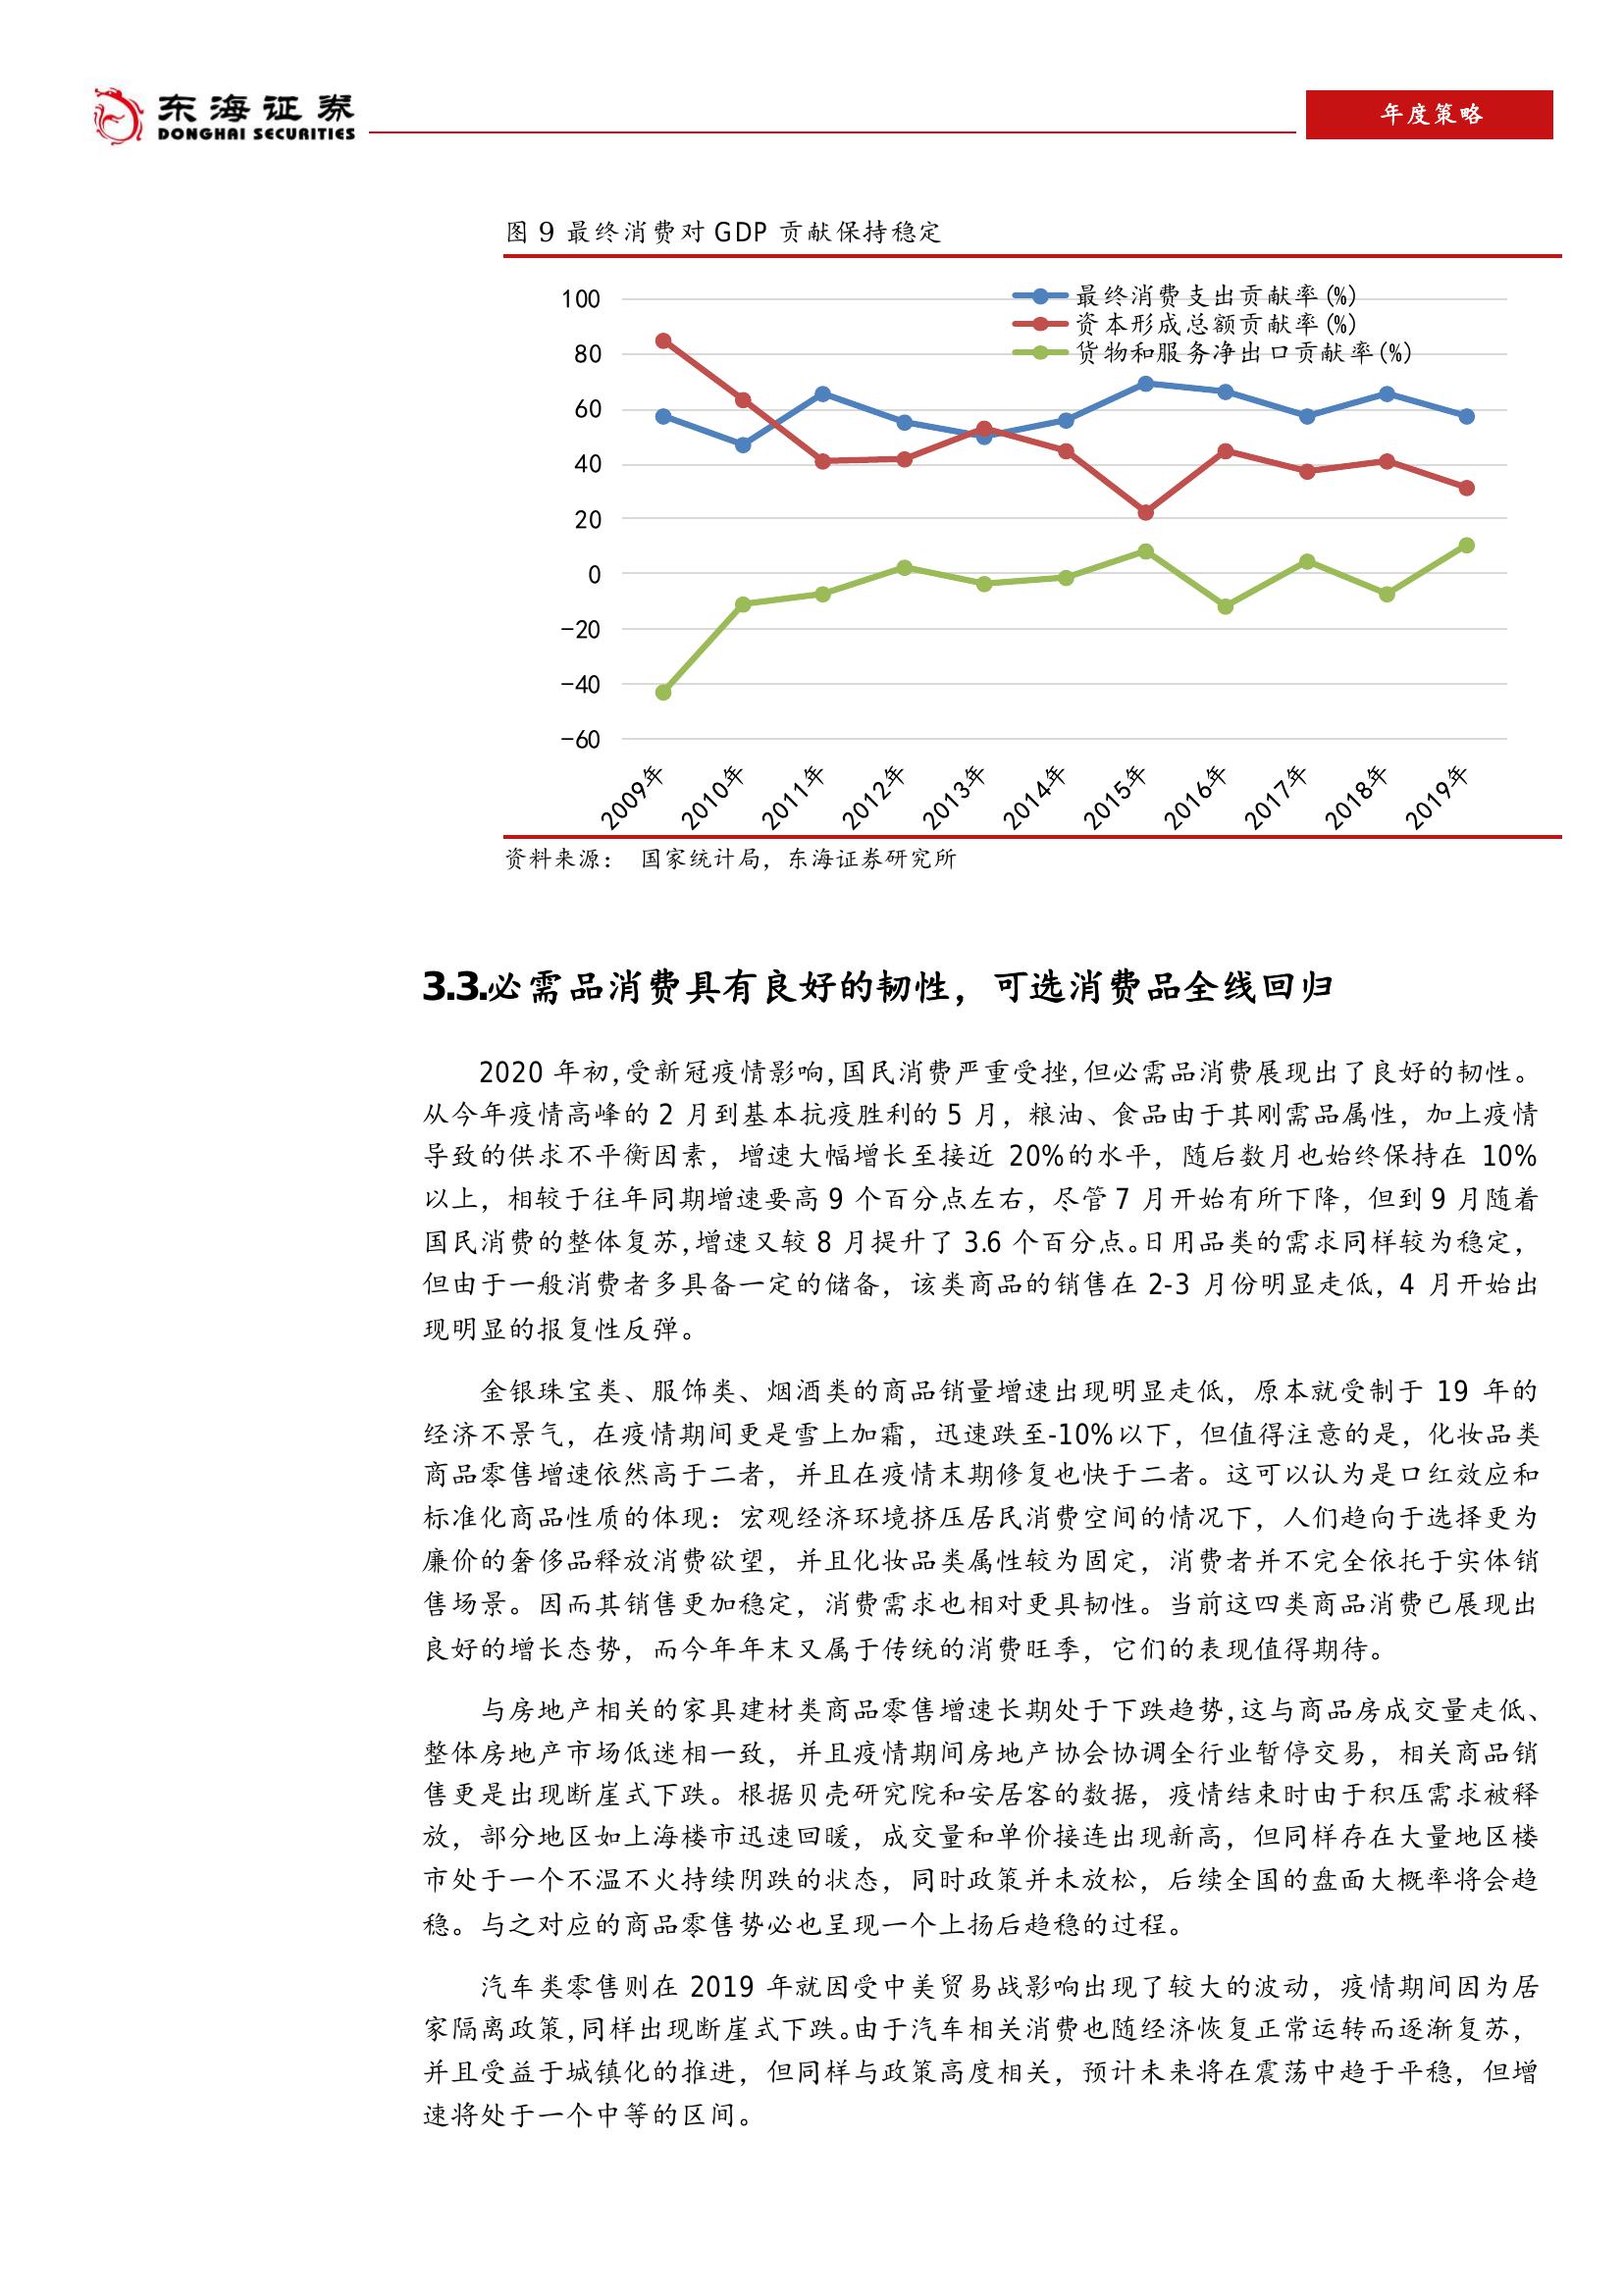 东海证券
DONGHAI SECURITIES
年度策略
图 9 最终消费对 GDP 贡献保持稳定
最终消费支出贡献率(%)
资本形成总额贡献率(%)
货物和服务净出口贡献率(%)
100
80
60
40
20
0
-20
-40
-60
2009年
2010年
2011年
2012年
2013年
2014年
2015年
2016年
2017年
2018年
2019年
资料来源： 国家统计局，东海证券研究所
3.3.必需品消费具有良好的韧性，可选消费品全线回归
2020 年初,受新冠疫情影响,国民消费严重受挫,但必需品消费展现出了良好的韧性。
从今年疫情高峰的 2 月到基本抗疫胜利的 5 月，粮油、食品由于其刚需品属性，加上疫情
导致的供求不平衡因素，增速大幅增长至接近 20%的水平，随后数月也始终保持在 10%
以上，相较于往年同期增速要高 9 个百分点左右，尽管 7 月开始有所下降，但到 9 月随着
国民消费的整体复苏,增速又较 8 月提升了 3.6 个百分点。日用品类的需求同样较为稳定，
但由于一般消费者多具备一定的储备，该类商品的销售在 2-3 月份明显走低，4 月开始出
现明显的报复性反弹。
金银珠宝类、服饰类、烟酒类的商品销量增速出现明显走低，原本就受制于 19 年的
经济不景气，在疫情期间更是雪上加霜，迅速跌至-10%以下，但值得注意的是，化妆品类
商品零售增速依然高于二者，并且在疫情末期修复也快于二者。这可以认为是口红效应和
标准化商品性质的体现：宏观经济环境挤压居民消费空间的情况下，人们趋向于选择更为
廉价的奢侈品释放消费欲望，并且化妆品类属性较为固定，消费者并不完全依托于实体销
售场景。因而其销售更加稳定，消费需求也相对更具韧性。当前这四类商品消费已展现出
良好的增长态势，而今年年末又属于传统的消费旺季，它们的表现值得期待。
与房地产相关的家具建材类商品零售增速长期处于下跌趋势,这与商品房成交量走低、
整体房地产市场低迷相一致，并且疫情期间房地产协会协调全行业暂停交易，相关商品销
售更是出现断崖式下跌。根据贝壳研究院和安居客的数据，疫情结束时由于积压需求被释
放，部分地区如上海楼市迅速回暖，成交量和单价接连出现新高，但同样存在大量地区楼
市处于一个不温不火持续阴跌的状态，同时政策并未放松，后续全国的盘面大概率将会趋
稳。与之对应的商品零售势必也呈现一个上扬后趋稳的过程。
汽车类零售则在 2019 年就因受中美贸易战影响出现了较大的波动，疫情期间因为居
家隔离政策,同样出现断崖式下跌。由于汽车相关消费也随经济恢复正常运转而逐渐复苏，
并且受益于城镇化的推进，但同样与政策高度相关，预计未来将在震荡中趋于平稳，但增
速将处于一个中等的区间。